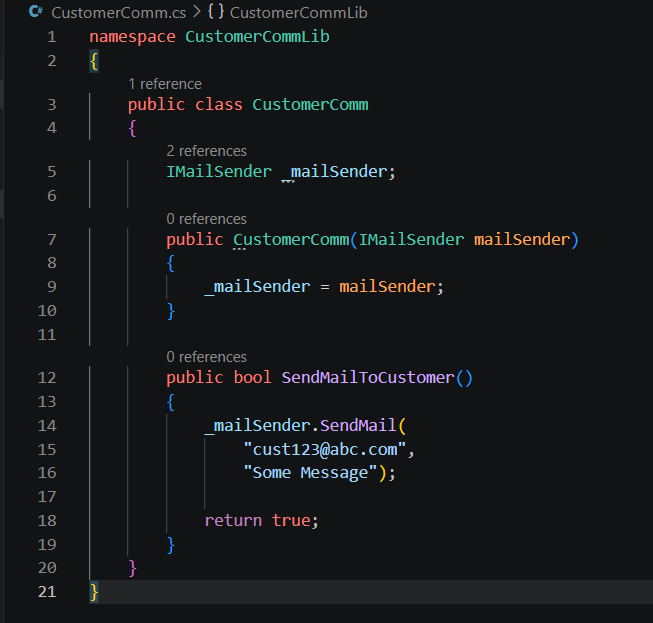 C# CustomerComm.cs > {} CustomerCommLib
1 namespace CustomerCommLib
2 {
1 reference
3 public class CustomerComm
4 {
2 references
5 IMailSender _mailSender;
6
0 references
7 public CustomerComm(IMailSender mailSender)
8 {
9 _mailSender = mailSender;
10 }
11
0 references
12 public bool SendMailToCustomer()
13 {
14 _mailSender.SendMail(
15 "cust123@abc.com",
16 "Some Message");
17
18 return true;
19 }
20 }
21 }